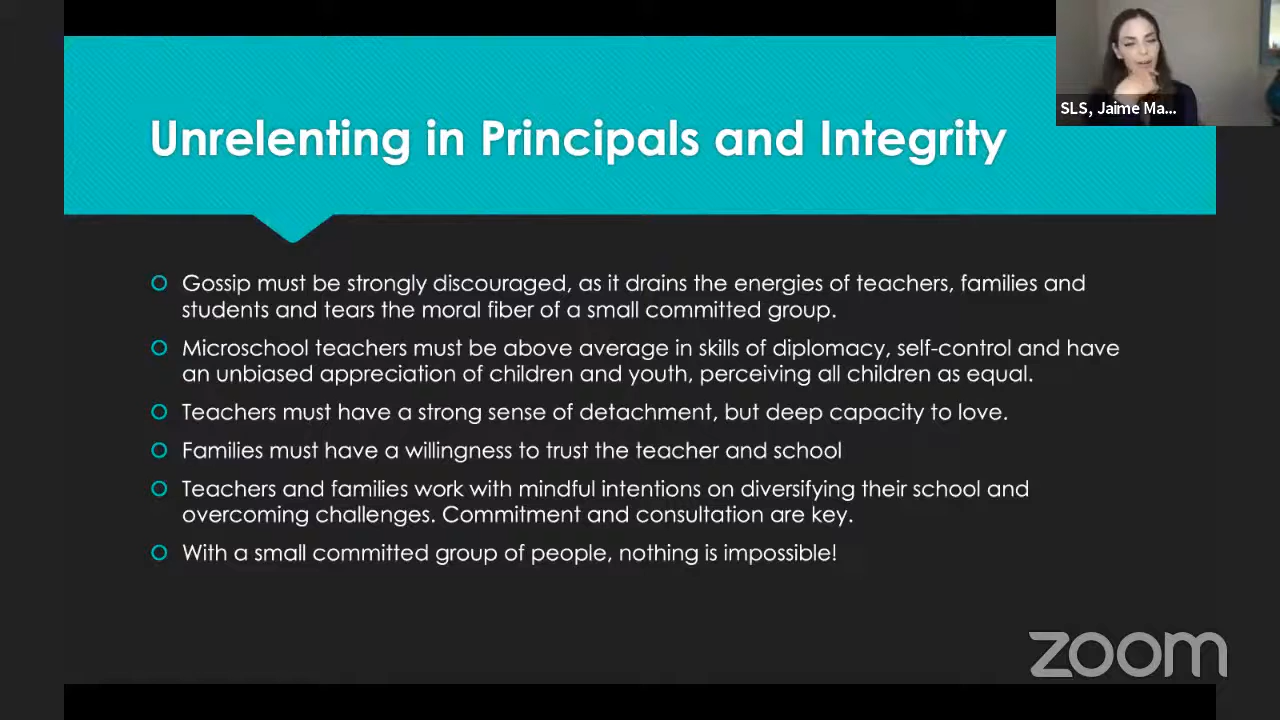 SLS, Jaime Ma...
Unrelenting in Principals and Integrity
Gossip must be strongly discouraged, as it drains the energies of teachers, families and
students and tears the moral fiber of a small committed group.
Microschool teachers must be above average in skills of diplomacy, self-control and have
an unbiased appreciation of children and youth, perceiving all children as equal.
Teachers must have a strong sense of detachment, but deep capacity to love.
Families must have a willingness to trust the teacher and school
Teachers and families work with mindful intentions on diversifying their school and
overcoming challenges. Commitment and consultation are key.
With a small committed group of people, nothing is impossible!
zoom